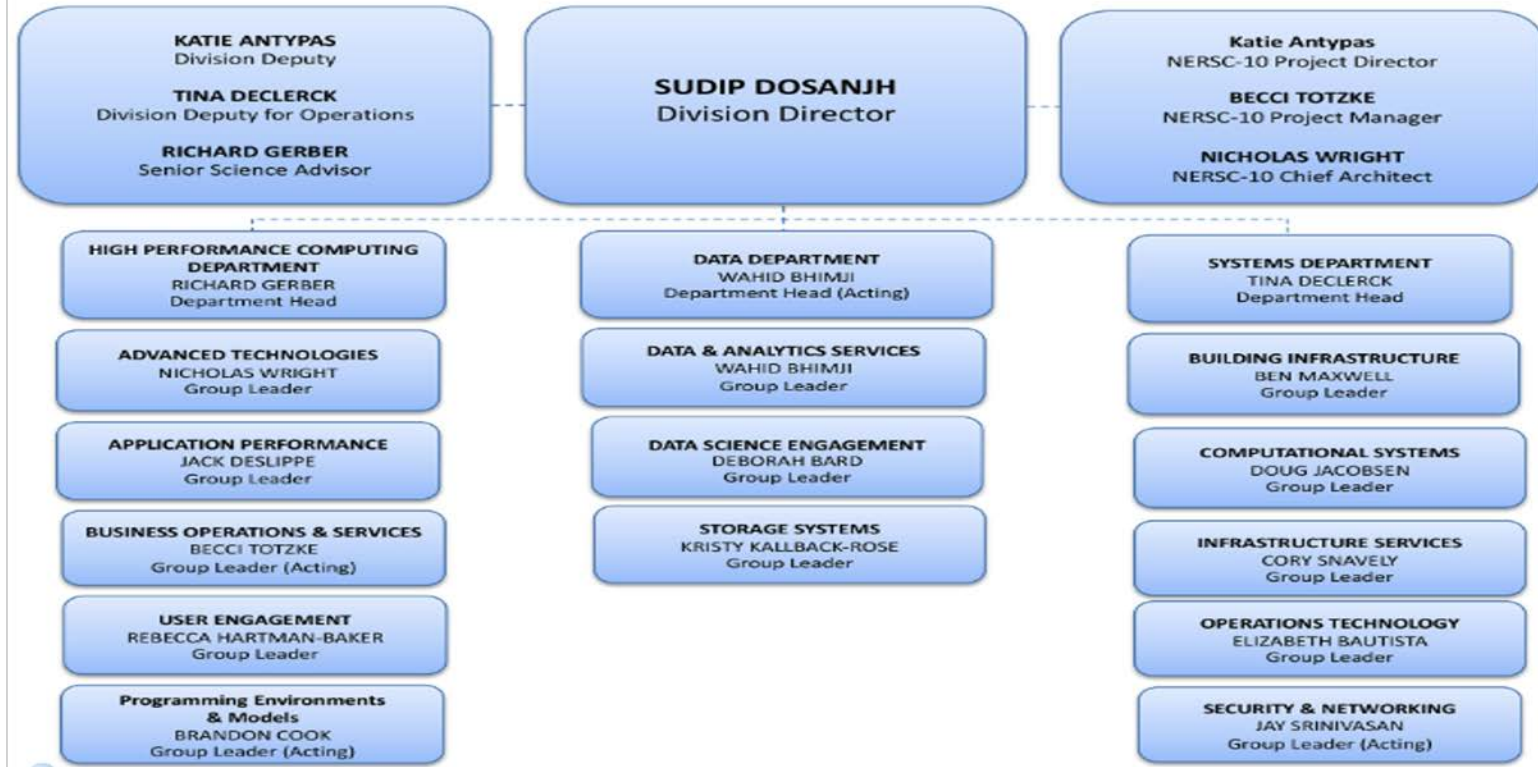 KATIE ANTYPAS
Division Deputy
TINA DECLERCK
Division Deputy for Operations
RICHARD GERBER
Senior Science Advisor
SUDIP DOSANJH
Division Director
Katie Antypas
NERSC-10 Project Director
BECCI TOTZKE
NERSC-10 Project Manager
NICHOLAS WRIGHT
NERSC-10 Chief Architect
HIGH PERFORMANCE COMPUTING
DEPARTMENT
RICHARD GERBER
Department Head
ADVANCED TECHNOLOGIES
NICHOLAS WRIGHT
Group Leader
APPLICATION PERFORMANCE
JACK DESLIPPE
Group Leader
BUSINESS OPERATIONS & SERVICES
BECCI TOTZKE
Group Leader (Acting)
USER ENGAGEMENT
REBECCA HARTMAN-BAKER
Group Leader
Programming Environments
& Models
BRANDON COOK
Group Leader (Acting)
DATA DEPARTMENT
WAHID BHIMJI
Department Head (Acting)
DATA & ANALYTICS SERVICES
WAHID BHIMJI
Group Leader
DATA SCIENCE ENGAGEMENT
DEBORAH BARD
Group Leader
STORAGE SYSTEMS
KRISTY KALLBACK-ROSE
Group Leader
SYSTEMS DEPARTMENT
TINA DECLERCK
Department Head
BUILDING INFRASTRUCTURE
BEN MAXWELL
Group Leader
COMPUTATIONAL SYSTEMS
DOUG JACOBSEN
Group Leader
INFRASTRUCTURE SERVICES
CORY SNAVELY
Group Leader
OPERATIONS TECHNOLOGY
ELIZABETH BAUTISTA
Group Leader
SECURITY & NETWORKING
JAY SRINIVASAN
Group Leader (Acting)